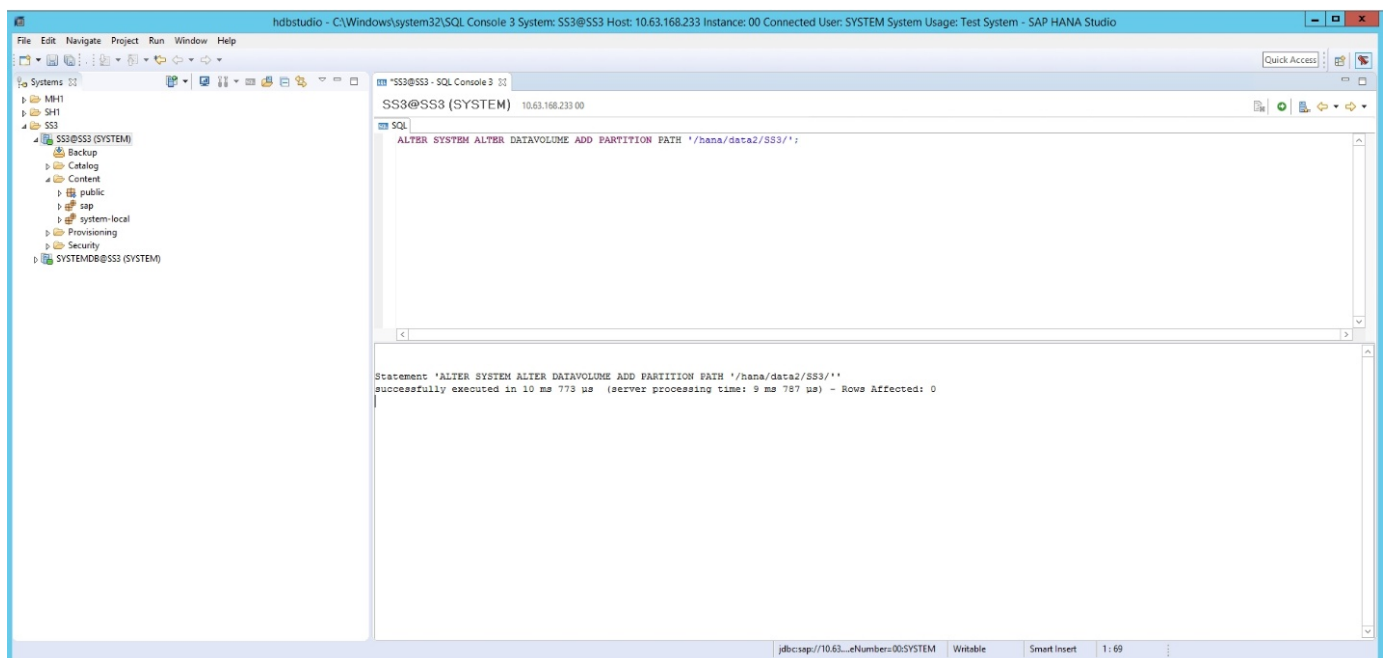 hdbstudio - C:\Windows\system32\SQL Console 3 System: SS3@SS3 Host: 10.63.168.233 Instance: 00 Connected User: SYSTEM System Usage: Test System - SAP HANA Studio
File Edit Navigate Project Run Window Help
Quick Access
Systems
MH1
SH1
SS3
SS3@SS3 (SYSTEM)
Backup
Catalog
Content
public
sap
system-local
Provisioning
Security
SYSTEMDB@SS3 (SYSTEM)
*SS3@SS3 - SQL Console 3
SS3@SS3 (SYSTEM) 10.63.168.233 00
SQL
ALTER SYSTEM ALTER DATAVOLUME ADD PARTITION PATH '/hana/data2/SS3/';
Statement 'ALTER SYSTEM ALTER DATAVOLUME ADD PARTITION PATH '/hana/data2/SS3/''
successfully executed in 10 ms 773 µs (server processing time: 9 ms 787 µs) - Rows Affected: 0
jdbc:sap://10.63....eNumber=00:SYSTEM Writable Smart Insert 1 : 69